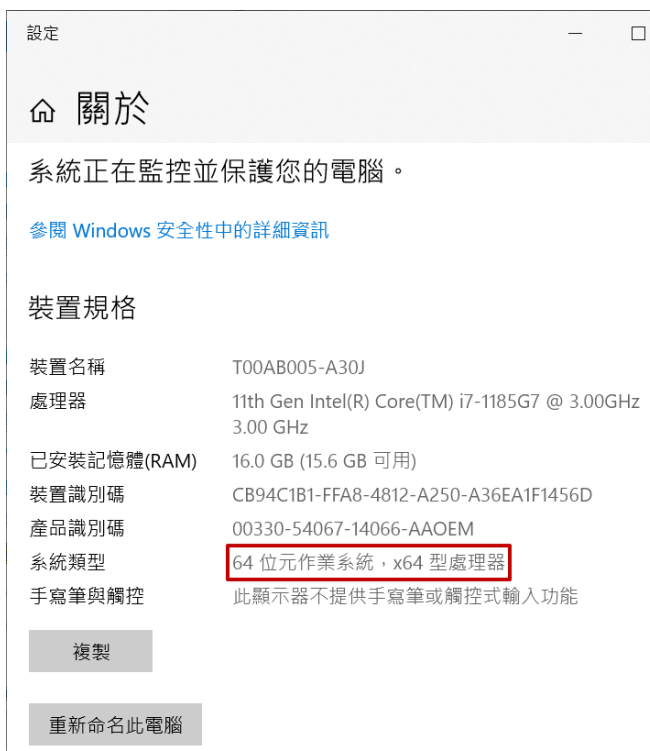 設定
關於
系統正在監控並保護您的電腦。
參閱 Windows 安全性中的詳細資訊
裝置規格
裝置名稱 T00AB005-A30J
處理器 11th Gen Intel(R) Core(TM) i7-1185G7 @ 3.00GHz
3.00 GHz
已安裝記憶體(RAM) 16.0 GB (15.6 GB 可用)
裝置識別碼 CB94C1B1-FFA8-4812-A250-A36EA1F1456D
產品識別碼 00330-54067-14066-AAOEM
系統類型 64 位元作業系統，x64 型處理器
手寫筆與觸控 此顯示器不提供手寫筆或觸控式輸入功能
複製
重新命名此電腦